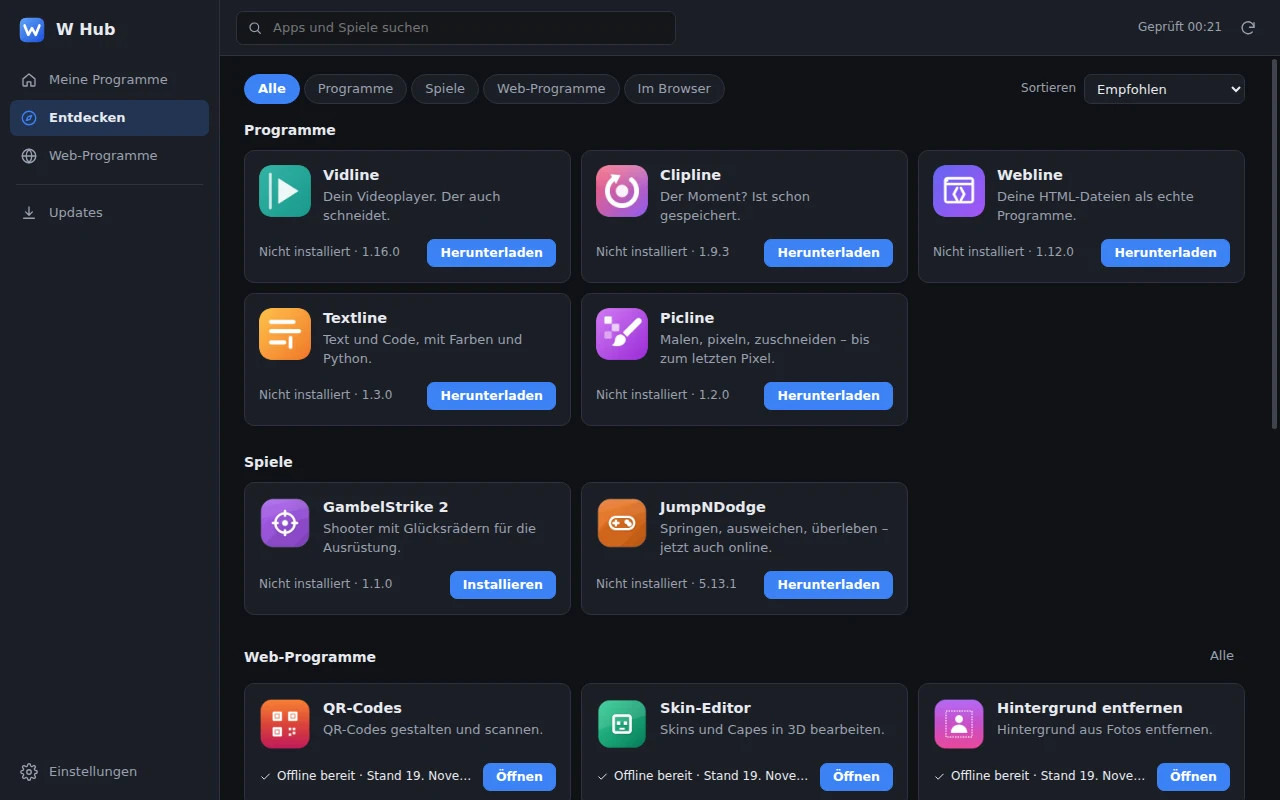 W Hub
Apps und Spiele suchen
Geprüft 00:21
Meine Programme
Entdecken
Web-Programme
Updates
Einstellungen
Alle
Programme
Spiele
Web-Programme
Im Browser
Sortieren
Empfohlen
Programme
Vidline
Dein Videoplayer. Der auch
schneidet.
Nicht installiert · 1.16.0
Herunterladen
Clipline
Der Moment? Ist schon
gespeichert.
Nicht installiert · 1.9.3
Herunterladen
Webline
Deine HTML-Dateien als echte
Programme.
Nicht installiert · 1.12.0
Herunterladen
Textline
Text und Code, mit Farben und
Python.
Nicht installiert · 1.3.0
Herunterladen
Picline
Malen, pixeln, zuschneiden – bis
zum letzten Pixel.
Nicht installiert · 1.2.0
Herunterladen
Spiele
GambelStrike 2
Shooter mit Glücksrädern für die
Ausrüstung.
Nicht installiert · 1.1.0
Installieren
JumpNDodge
Springen, ausweichen, überleben –
jetzt auch online.
Nicht installiert · 5.13.1
Herunterladen
Web-Programme
Alle
QR-Codes
QR-Codes gestalten und scannen.
Offline bereit · Stand 19. Nove...
Öffnen
Skin-Editor
Skins und Capes in 3D bearbeiten.
Offline bereit · Stand 19. Nove...
Öffnen
Hintergrund entfernen
Hintergrund aus Fotos entfernen.
Offline bereit · Stand 19. Nove...
Öffnen